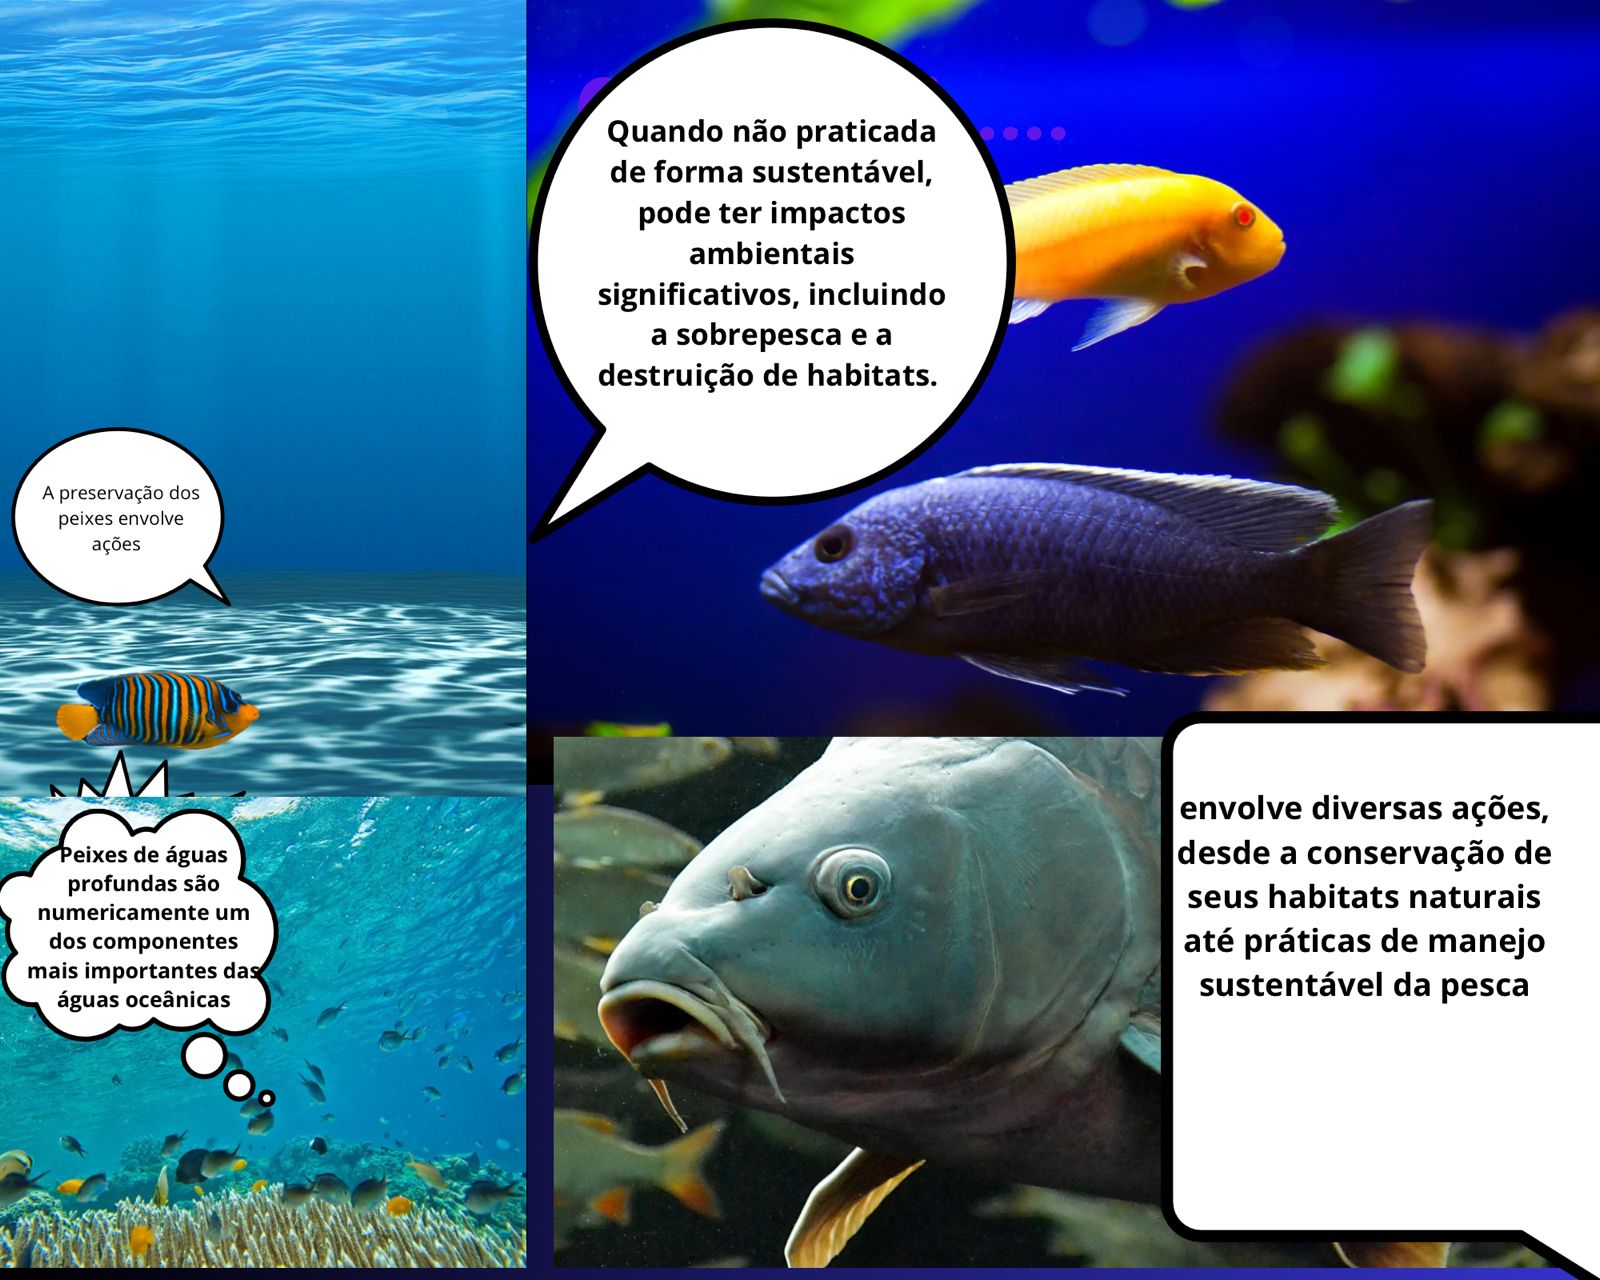 A preservação dos
peixes envolve
ações
Quando não praticada
de forma sustentável,
pode ter impactos
ambientais
significativos, incluindo
a sobrepesca e a
destruição de habitats.
Peixes de águas
profundas são
numericamente um
dos componentes
mais importantes das
águas oceânicas
envolve diversas ações,
desde a conservação de
seus habitats naturais
até práticas de manejo
sustentável da pesca